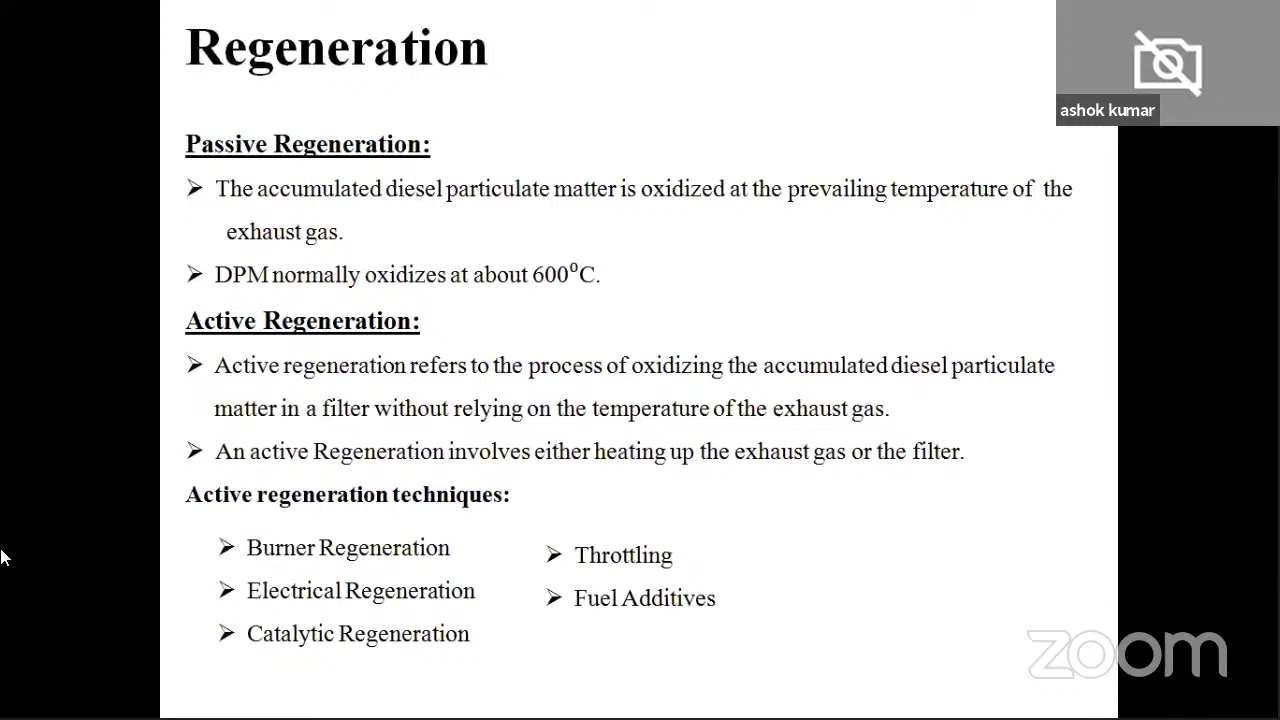 Regeneration
ashok kumar
Passive Regeneration:
➢ The accumulated diesel particulate matter is oxidized at the prevailing temperature of the
exhaust gas.
➢ DPM normally oxidizes at about 600⁰C.
Active Regeneration:
➢ Active regeneration refers to the process of oxidizing the accumulated diesel particulate
matter in a filter without relying on the temperature of the exhaust gas.
➢ An active Regeneration involves either heating up the exhaust gas or the filter.
Active regeneration techniques:
➢ Burner Regeneration
➢ Electrical Regeneration
➢ Catalytic Regeneration
➢ Throttling
➢ Fuel Additives
zoom